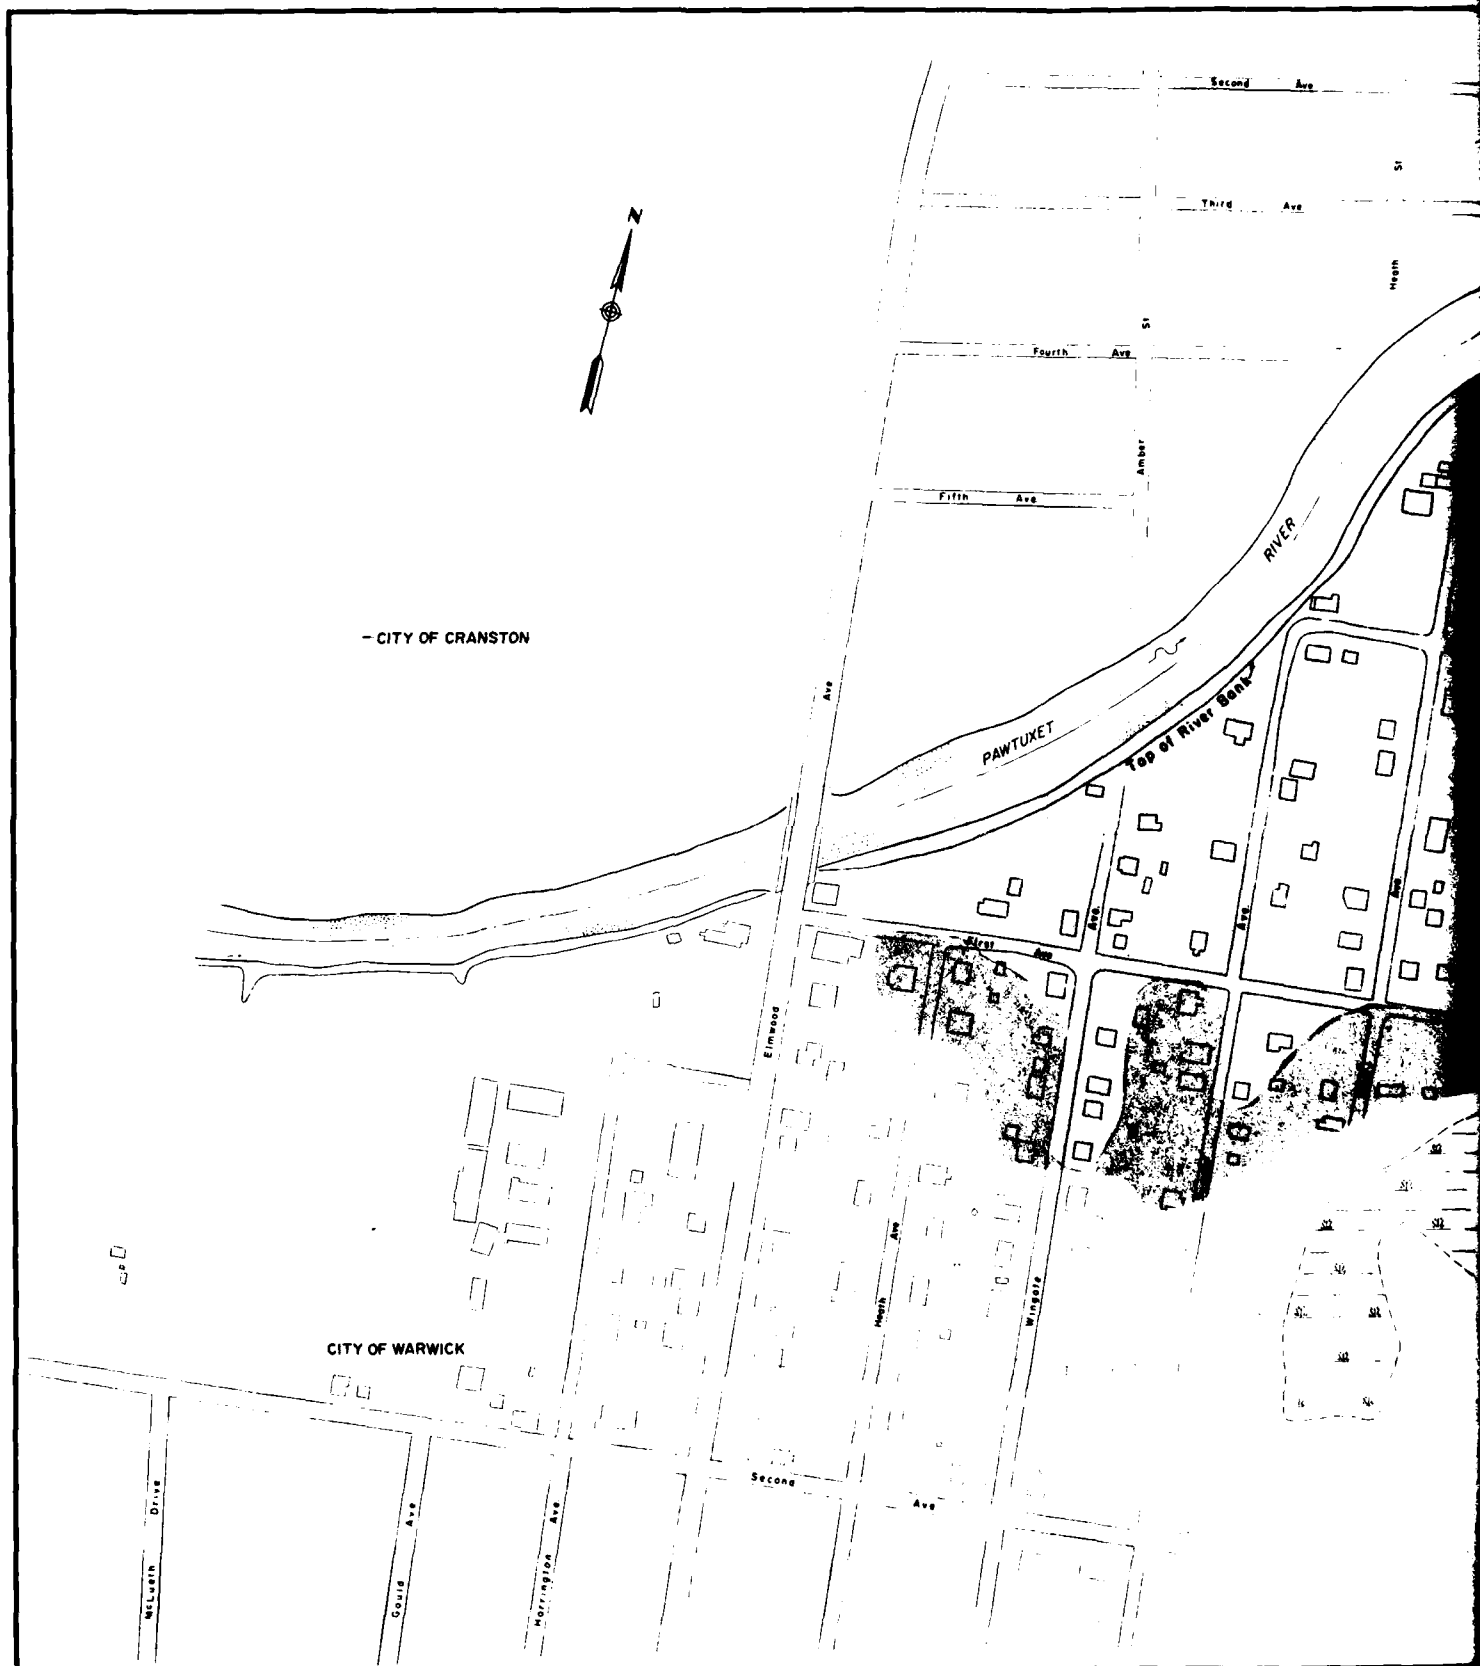 Second Ave
St
Third Ave
N
Heath
St
Fourth Ave
Amber
Fifth Ave
RIVER
- CITY OF CRANSTON
Ave
PAWTUXET
Top of River Bank
Ave.
Ave.
Ave.
First Ave
Elmwood
Ave
Heath
Wingate
CITY OF WARWICK
Second Ave
McLueth Drive
Gould Ave
Harrington Ave